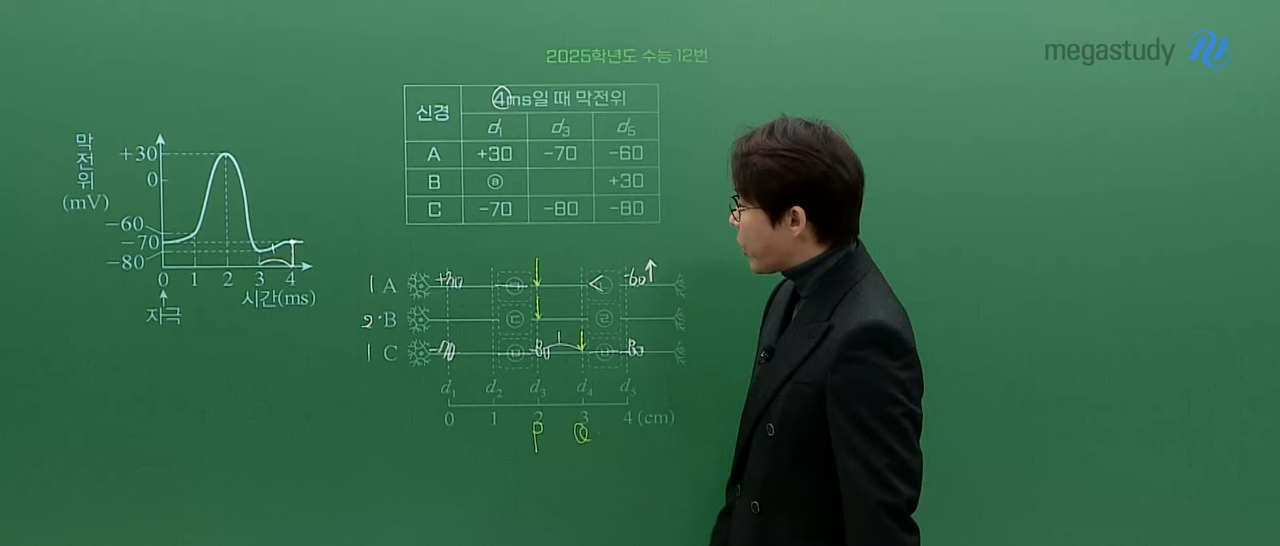 2025학년도 수능 12번
megastudy
신경 4ms일 때 막전위
d1 d3 d5
A +30 -70 -60
B ⓐ +30
C -70 -80 -80
막전위
(mV)
+30
0
-60
-70
-80
0 1 2 3 4
시간(ms)
자극
1 A +30 ㉠ -60
2 B ㉢ ㉣
1 C -70 -80 1 80
d1 d2 d3 d4 d5
0 1 2 3 4 (cm)
P Q